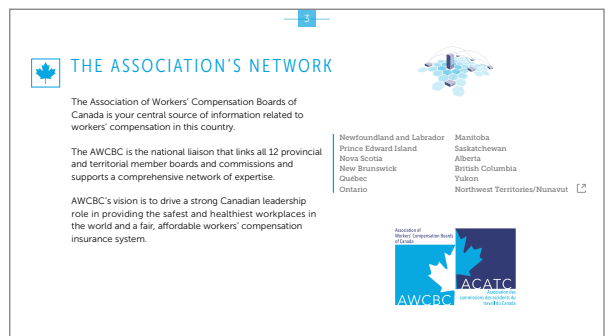 3
THE ASSOCIATION'S NETWORK
The Association of Workers' Compensation Boards of
Canada is your central source of information related to
workers' compensation in this country.
The AWCBC is the national liaison that links all 12 provincial
and territorial member boards and commissions and
supports a comprehensive network of expertise.
AWCBC's vision is to drive a strong Canadian leadership
role in providing the safest and healthiest workplaces in
the world and a fair, affordable workers' compensation
insurance system.
Newfoundland and Labrador
Prince Edward Island
Nova Scotia
New Brunswick
Québec
Ontario
Manitoba
Saskatchewan
Alberta
British Columbia
Yukon
Northwest Territories/Nunavut
Association of
Workers' Compensation Boards
of Canada
AWCBC
ACATC
Association des
commissions des accidents du
travail du Canada